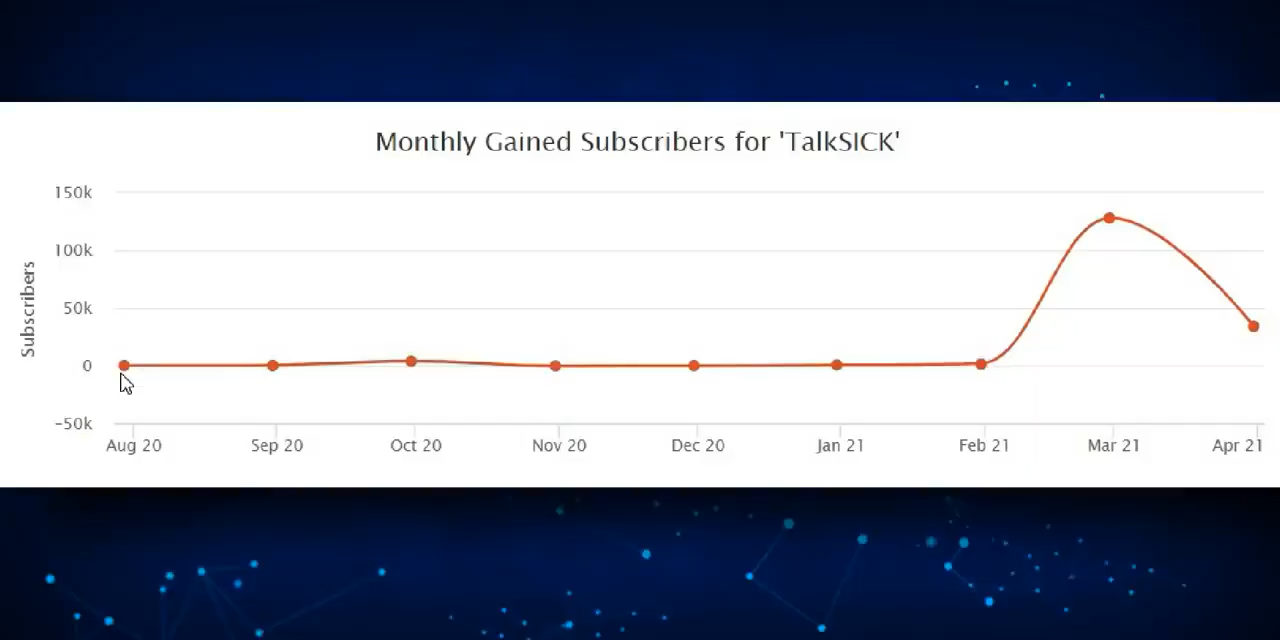 Monthly Gained Subscribers for 'TalkSICK'
150k
100k
50k
0
-50k
Subscribers
Aug 20 Sep 20 Oct 20 Nov 20 Dec 20 Jan 21 Feb 21 Mar 21 Apr 21